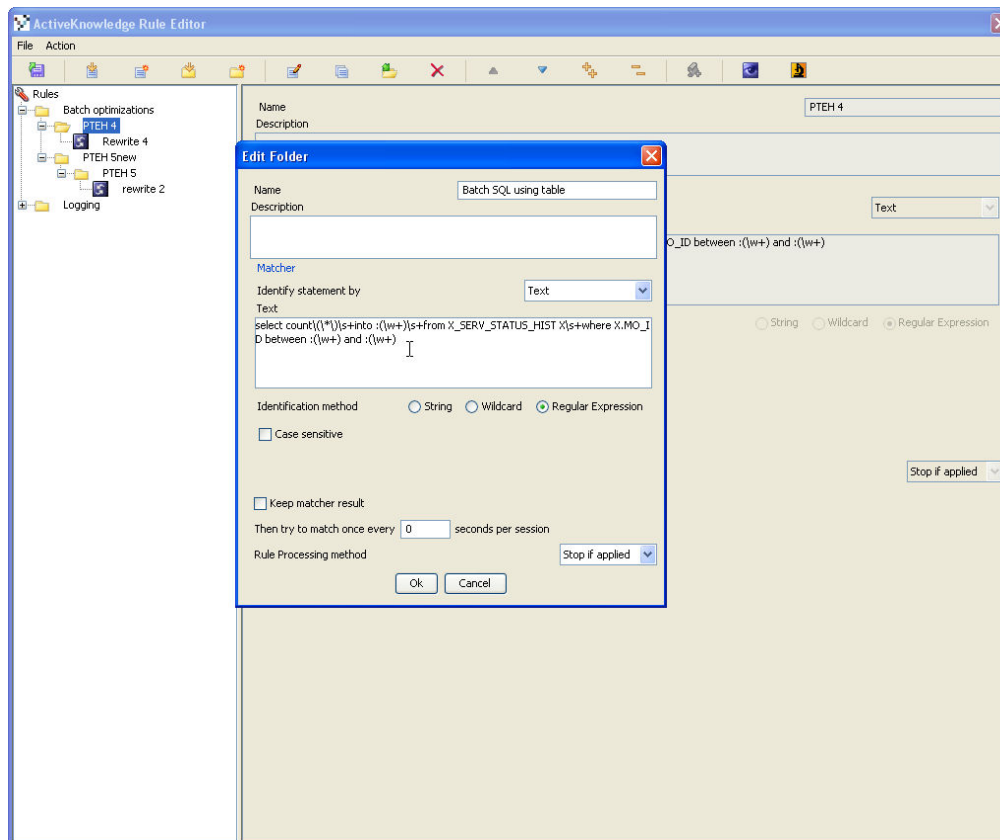 ActiveKnowledge Rule Editor
File Action
Rules
Batch optimizations
PTEH 4
Rewrite 4
PTEH 5new
PTEH 5
rewrite 2
Logging
Name
PTEH 4
Description
Text
O_ID between :(\w+) and :(\w+)
String Wildcard Regular Expression
Stop if applied
Edit Folder
Name
Batch SQL using table
Description
Matcher
Identify statement by
Text
Text
select count\(\*\)\s+into :(\w+)\s+from X_SERV_STATUS_HIST X\s+where X.MO_I
D between :(\w+) and :(\w+)
Identification method
String Wildcard Regular Expression
Case sensitive
Keep matcher result
Then try to match once every 0 seconds per session
Rule Processing method
Stop if applied
Ok Cancel